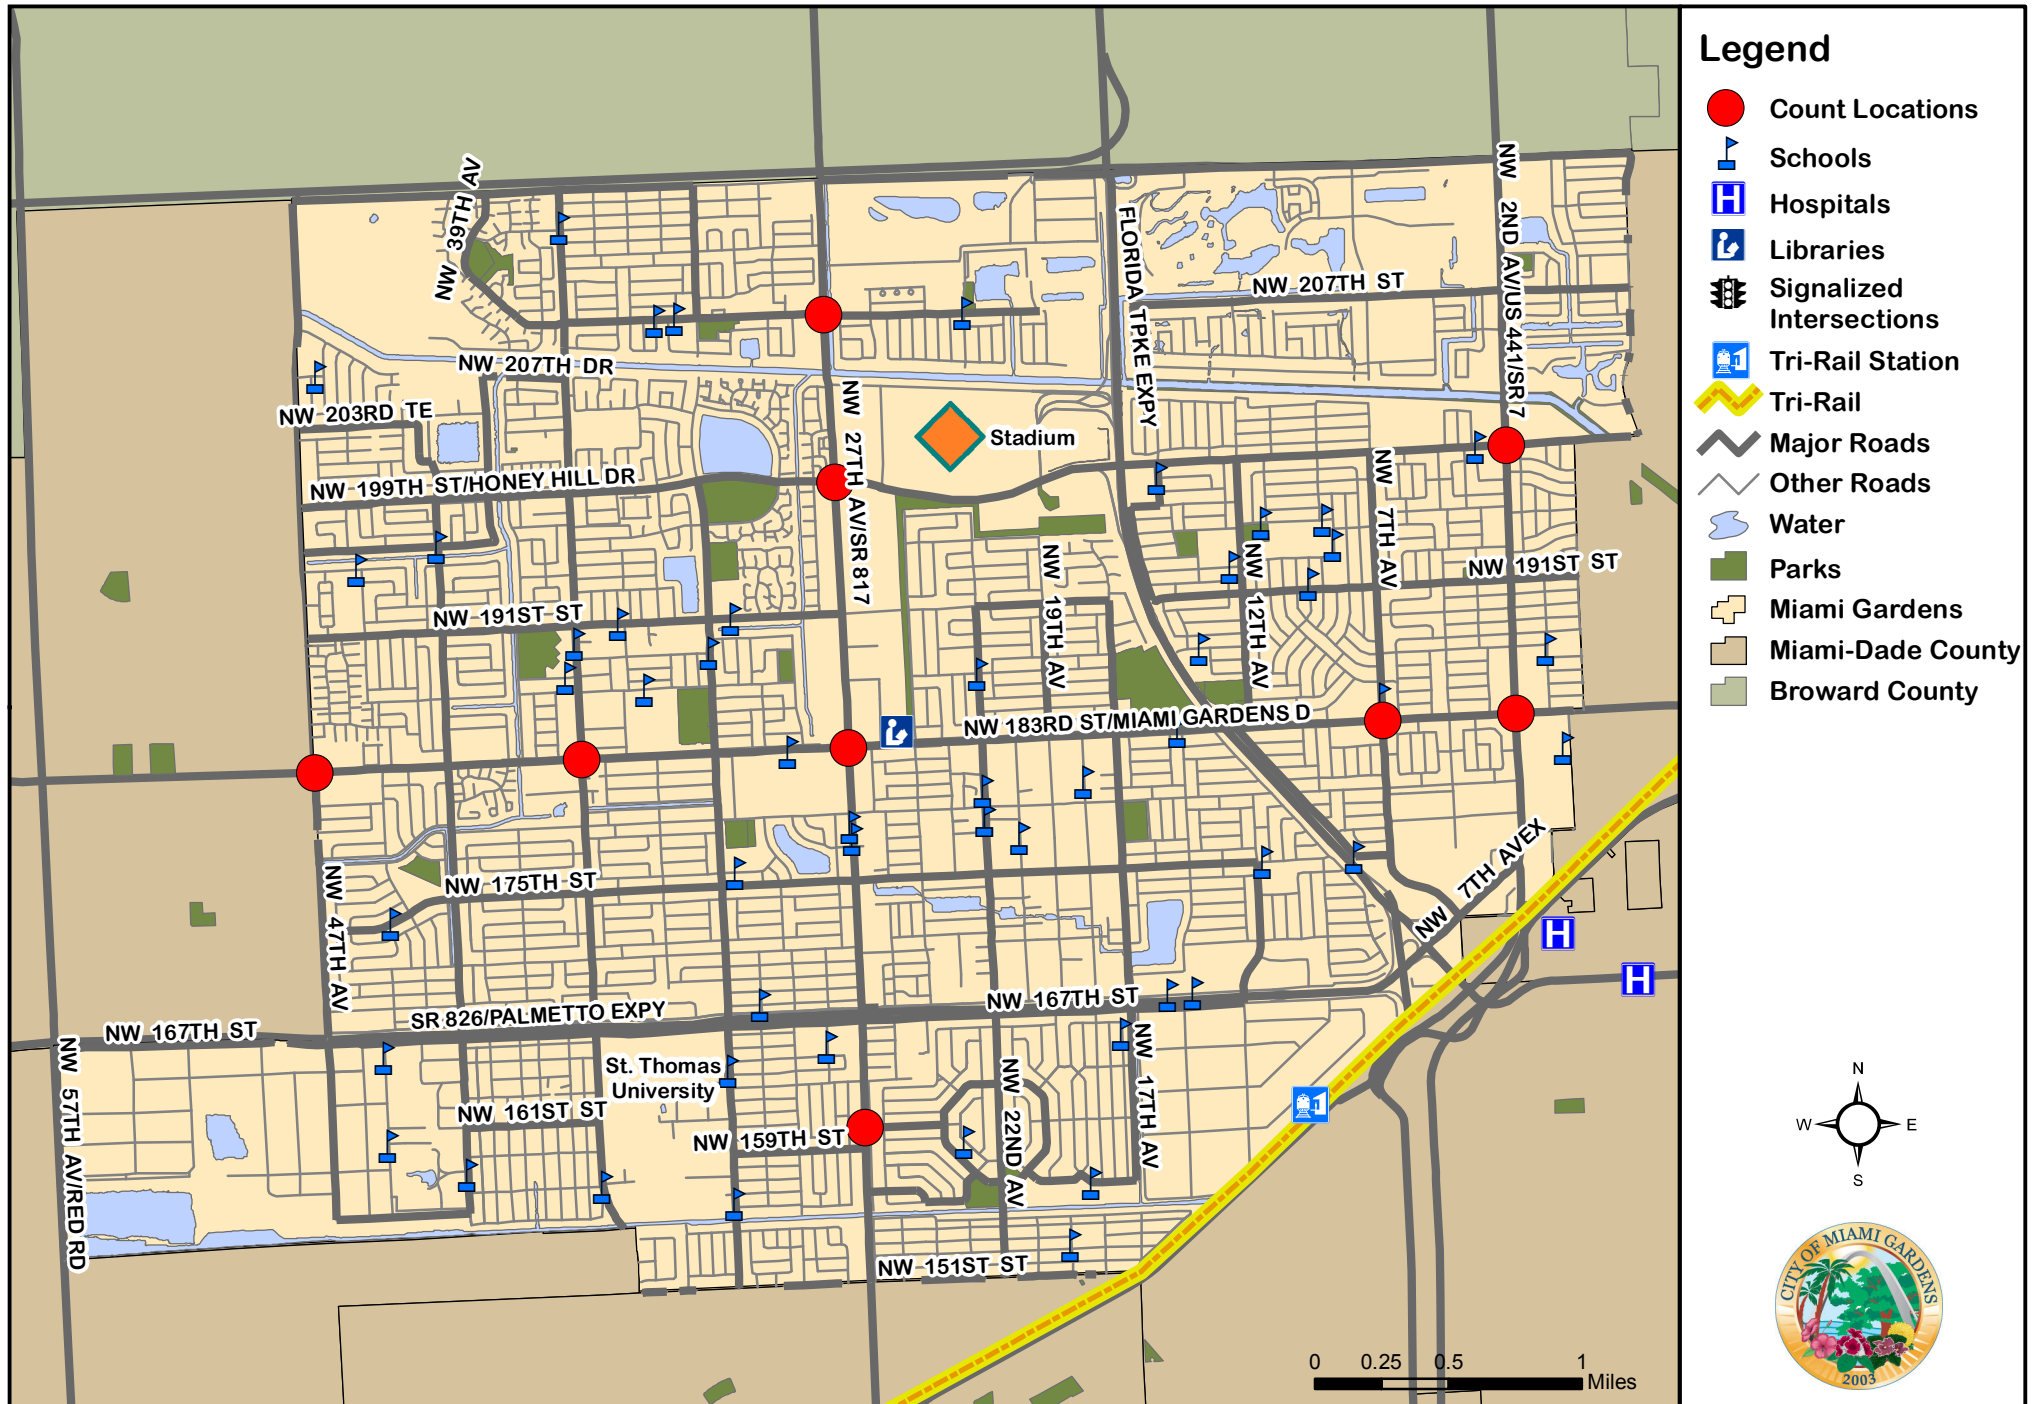 NW 39TH AV
NW 207TH DR
NW 203RD TE
NW 199TH ST/HONEY HILL DR
NW 191ST ST
NW 27TH AV/SR 817
Stadium
FLORIDA TPKE EXPY
NW 207TH ST
NW 2ND AV/US 441/SR 7
NW 7TH AV
NW 191ST ST
NW 19TH AV
NW 12TH AV
NW 183RD ST/MIAMI GARDENS D
NW 175TH ST
NW 47TH AV
NW 7TH AVEX
SR 826/PALMETTO EXPY
NW 167TH ST
NW 167TH ST
NW 57TH AV/RED RD
St. Thomas
University
NW 161ST ST
NW 159TH ST
NW 22ND AV
NW 17TH AV
NW 151ST ST
H
H
0 0.25 0.5 1
Miles
Legend
Count Locations
H
Schools
Hospitals
Libraries
Signalized
Intersections
Tri-Rail Station
Tri-Rail
Major Roads
Other Roads
Water
Parks
Miami Gardens
Miami-Dade County
Broward County
N
W E
S
CITY OF MIAMI GARDENS
2003